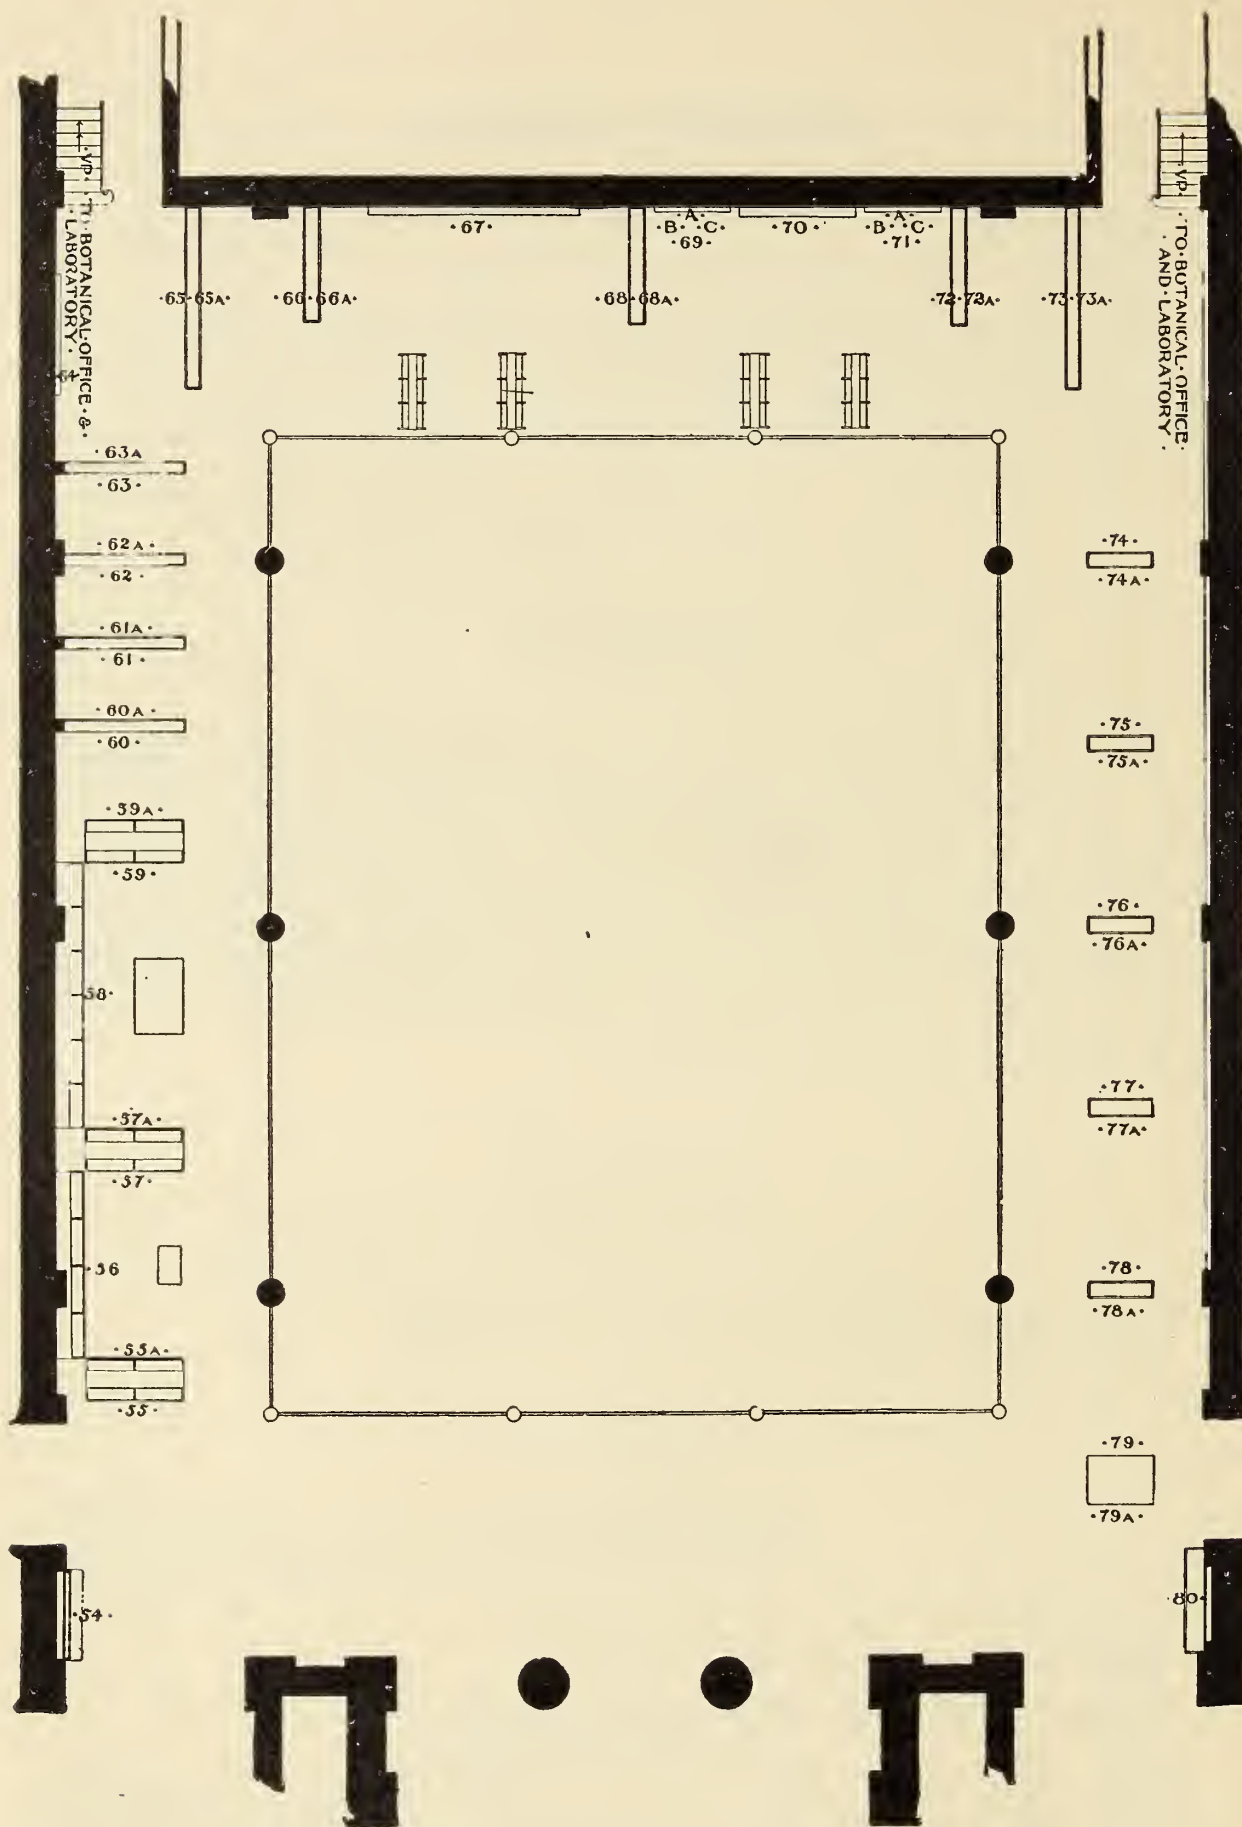 ·UP· ·TO·BOTANICAL·OFFICE·&·
LABORATORY·
·UP· ·TO·BOTANICAL·OFFICE·
·AND·LABORATORY·
·67·
·A·
·B· ·C·
·69·
·70·
·A·
·B· ·C·
·71·
·65·65A·
·66·66A·
·68·68A·
·72·72A·
·73·73A·
·64·
·63A
·63·
·62A·
·62·
·61A·
·61·
·60A·
·60·
·59A·
·59·
·58·
·57A·
·57·
·56
·55A·
·55·
·54·
·74·
·74A·
·75·
·75A·
·76·
·76A·
·77·
·77A·
·78·
·78A·
·79·
·79A·
·80·